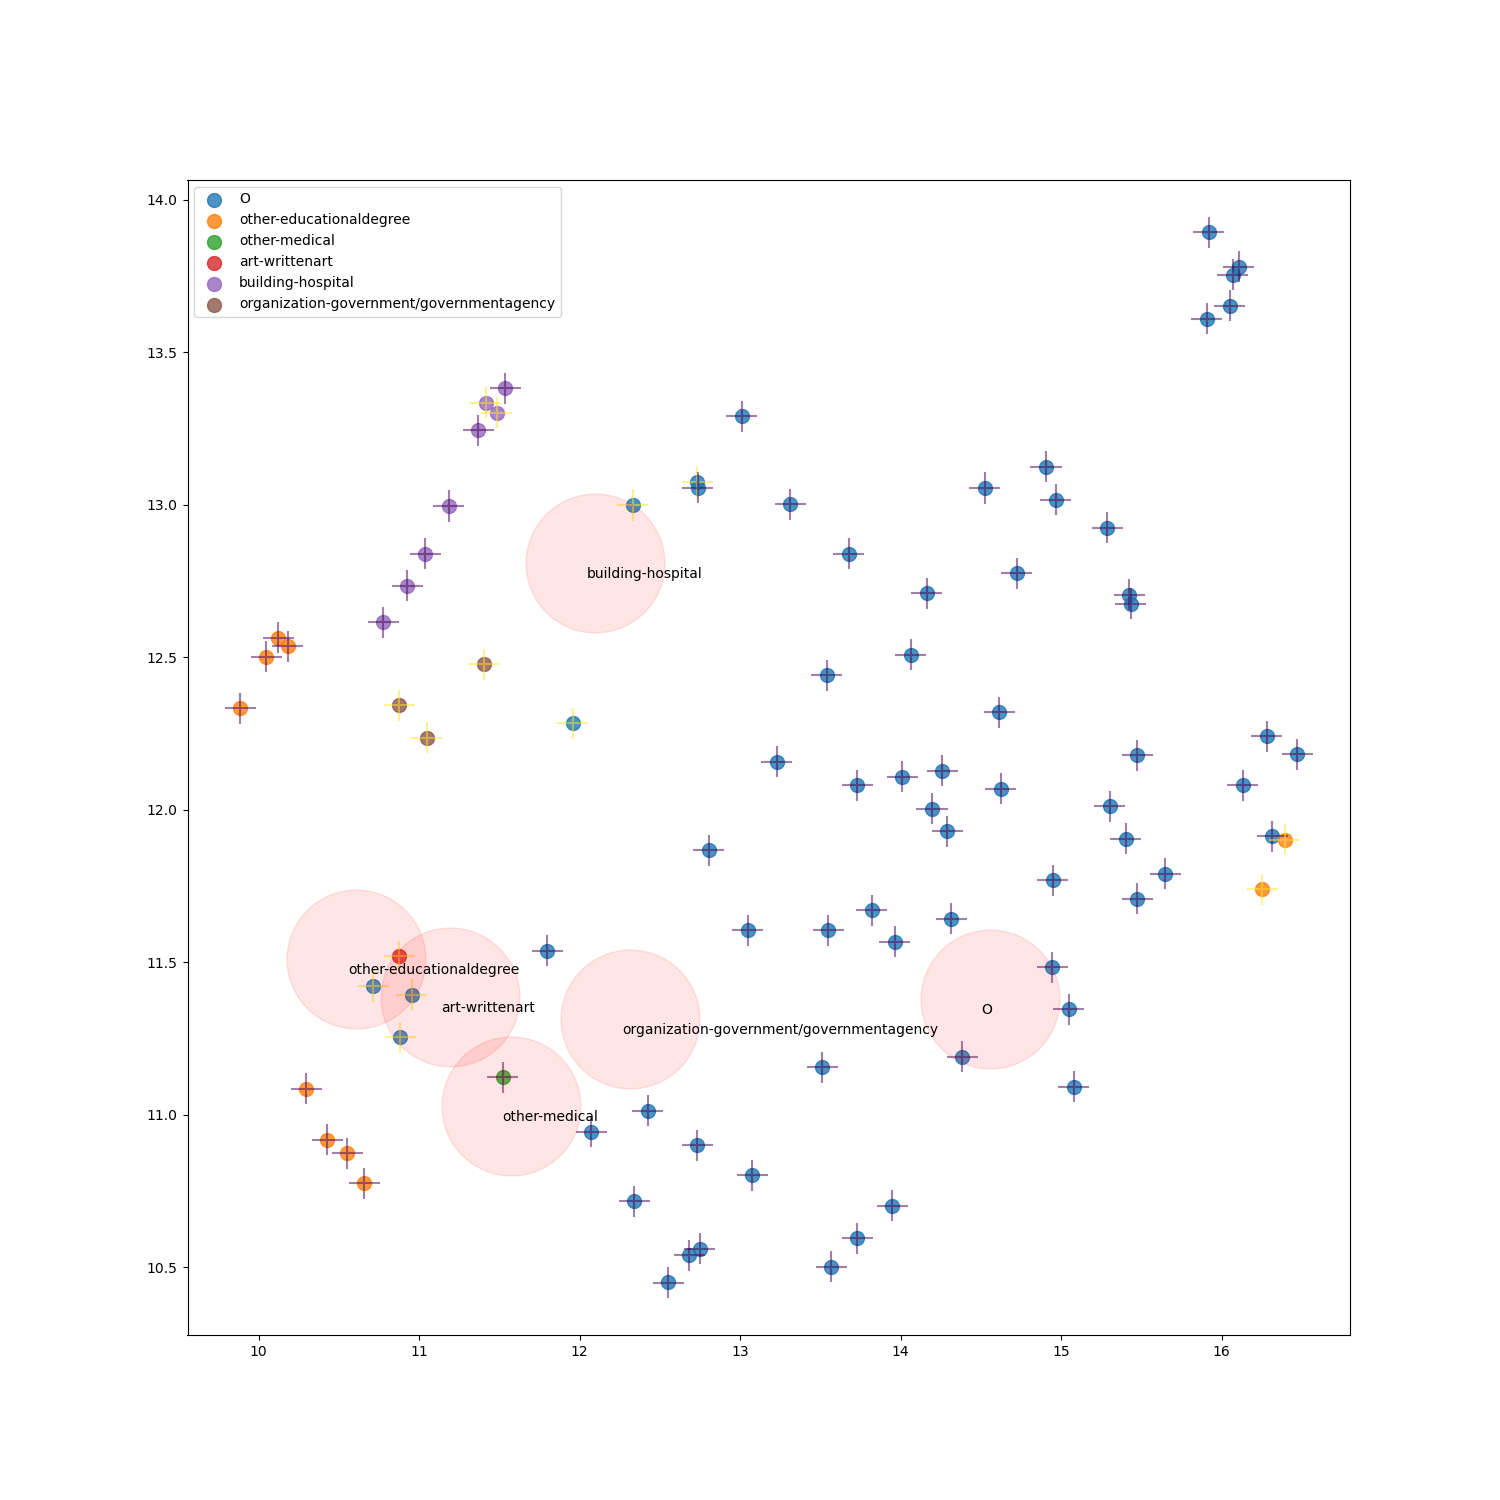 14.0
13.5
13.0
12.5
12.0
11.5
11.0
10.5
O
other-educationaldegree
other-medical
art-writtenart
building-hospital
organization-government/governmentagency
building-hospital
other-educationaldegree
art-writtenart
O
organization-government/governmentagency
other-medical
10 11 12 13 14 15 16